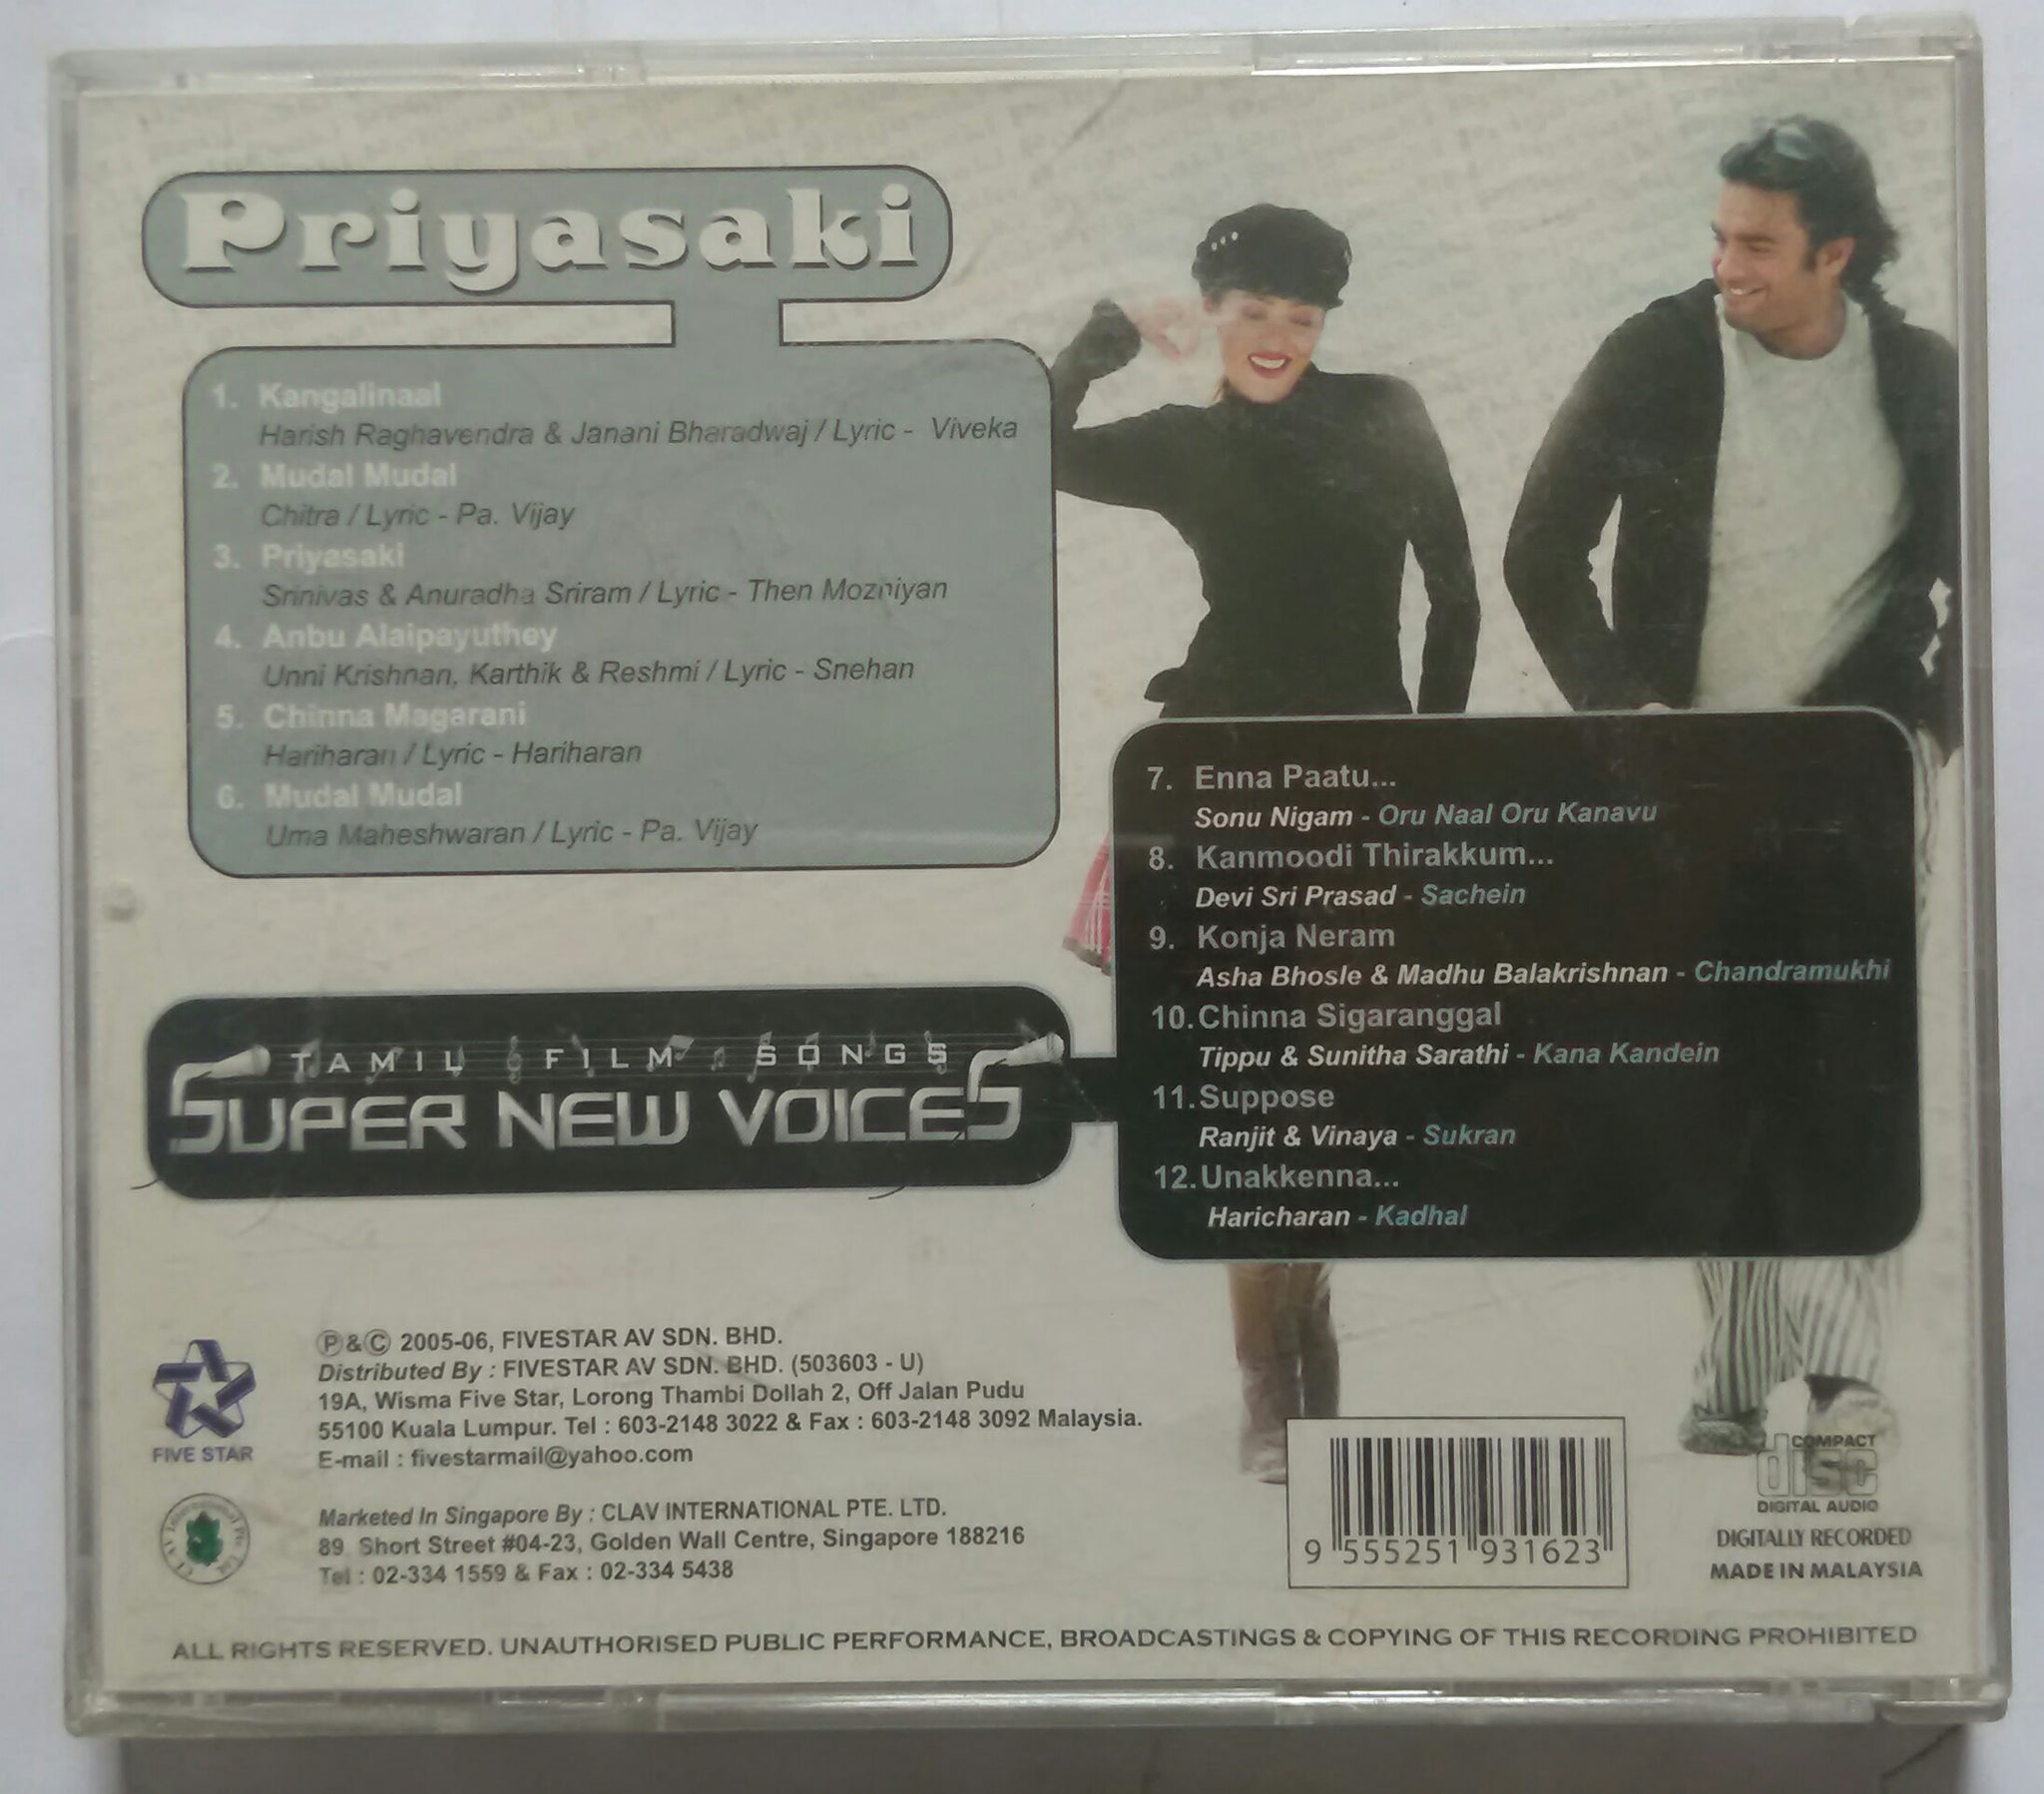 Priyasaki
1. Kangalinaal
Harish Raghavendra & Janani Bharadwaj / Lyric - Viveka
2. Mudal Mudal
Chitra / Lyric - Pa. Vijay
3. Priyasaki
Srinivas & Anuradha Sriram / Lyric - Then Mozhiyan
4. Anbu Alaipayuthey
Unni Krishnan, Karthik & Reshmi / Lyric - Snehan
5. Chinna Magarani
Hariharan / Lyric - Hariharan
6. Mudal Mudal
Uma Maheshwaran / Lyric - Pa. Vijay
TAMIL FILM SONGS
SUPER NEW VOICES
7. Enna Paatu...
Sonu Nigam - Oru Naal Oru Kanavu
8. Kanmoodi Thirakkum...
Devi Sri Prasad - Sachein
9. Konja Neram
Asha Bhosle & Madhu Balakrishnan - Chandramukhi
10. Chinna Sigaranggal
Tippu & Sunitha Sarathi - Kana Kandein
11. Suppose
Ranjit & Vinaya - Sukran
12. Unakkenna...
Haricharan - Kadhal
FIVE STAR
Ⓟ&Ⓒ 2005-06, FIVESTAR AV SDN. BHD.
Distributed By : FIVESTAR AV SDN. BHD. (503603 - U)
19A, Wisma Five Star, Lorong Thambi Dollah 2, Off Jalan Pudu
55100 Kuala Lumpur. Tel : 603-2148 3022 & Fax : 603-2148 3092 Malaysia.
E-mail : fivestarmail@yahoo.com
Marketed In Singapore By : CLAV INTERNATIONAL PTE. LTD.
89 Short Street #04-23, Golden Wall Centre, Singapore 188216
Tel : 02-334 1559 & Fax : 02-334 5438
9 555251 931623
COMPACT
disc
DIGITAL AUDIO
DIGITALLY RECORDED
MADE IN MALAYSIA
ALL RIGHTS RESERVED. UNAUTHORISED PUBLIC PERFORMANCE, BROADCASTINGS & COPYING OF THIS RECORDING PROHIBITED